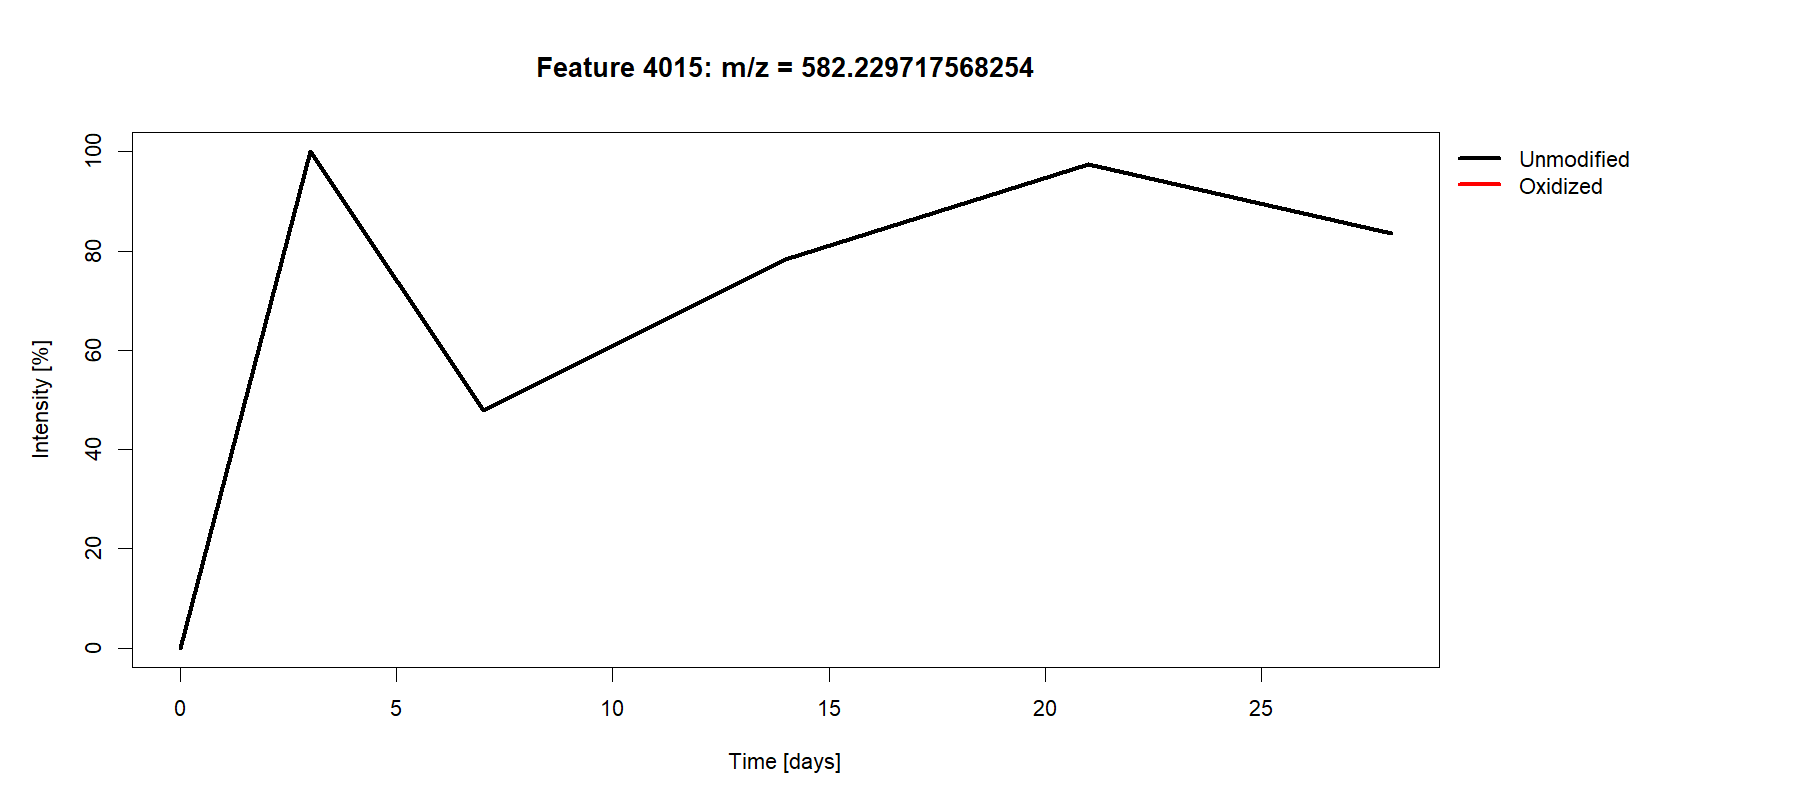 Feature 4015: m/z = 582.229717568254
Unmodified
Oxidized
Intensity [%]
100
80
60
40
20
0
0 5 10 15 20 25
Time [days]